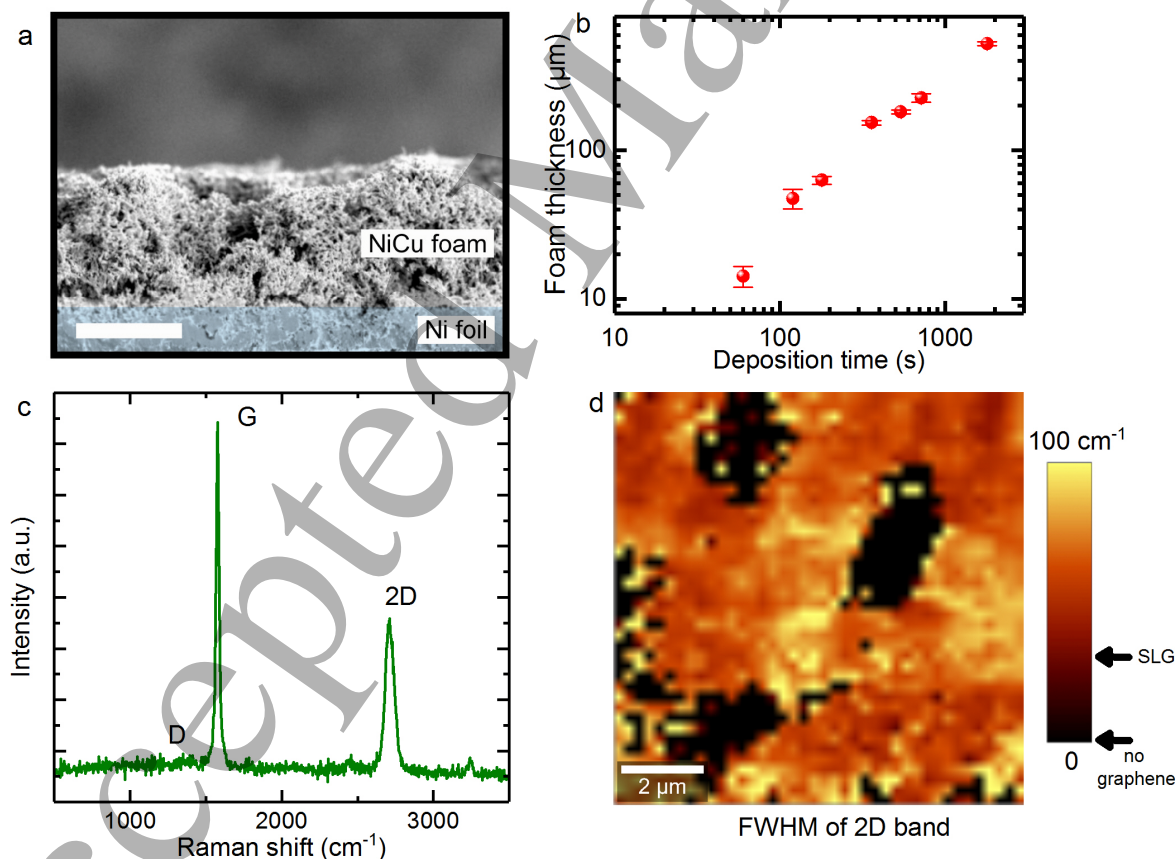 a
NiCu foam
Ni foil
b
Foam thickness (µm)
100
10
10
100
1000
Deposition time (s)
c
G
2D
D
Intensity (a.u.)
1000
2000
3000
Raman shift (cm⁻¹)
d
100 cm⁻¹
SLG
0
no
graphene
2 µm
FWHM of 2D band
cepted Ma